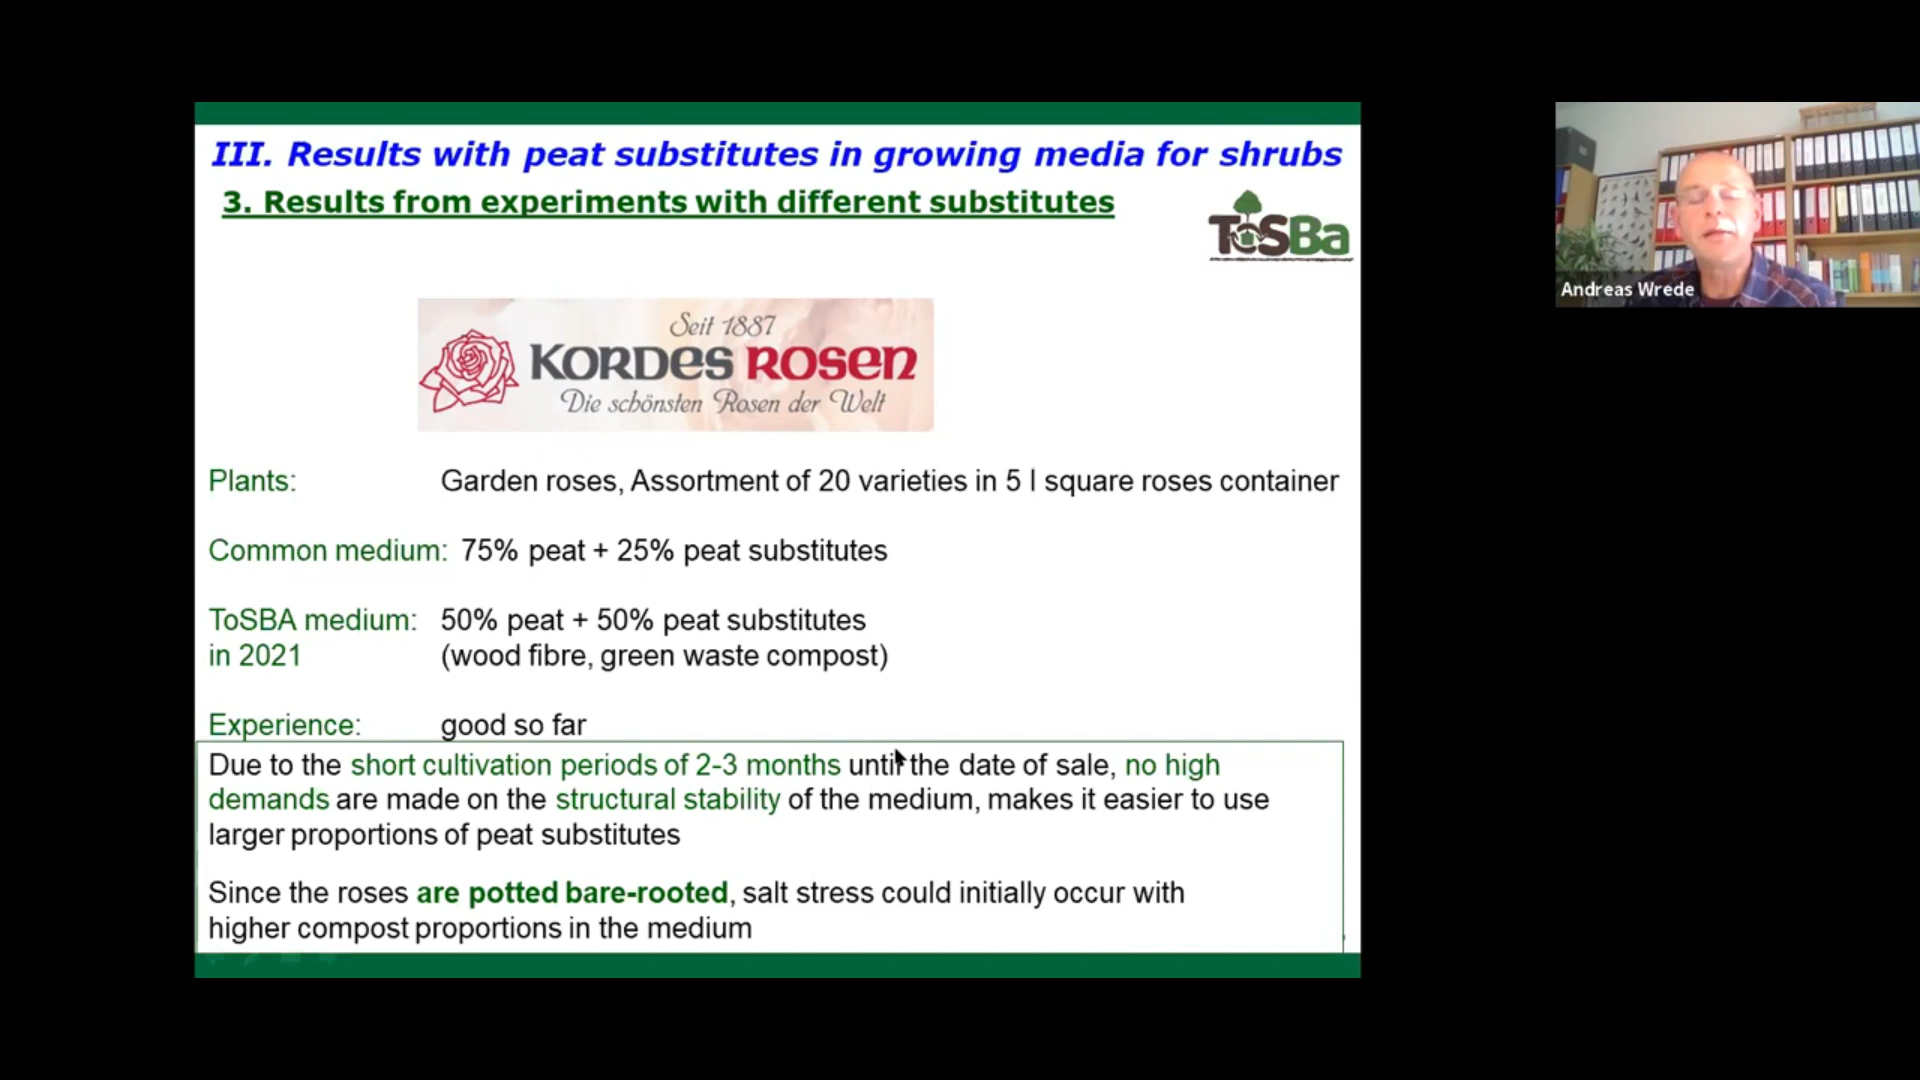 III. Results with peat substitutes in growing media for shrubs
3. Results from experiments with different substitutes
ToSBa
Seit 1887
KORDES ROSEN
Die schönsten Rosen der Welt
Plants: Garden roses, Assortment of 20 varieties in 5 l square roses container
Common medium: 75% peat + 25% peat substitutes
ToSBA medium: 50% peat + 50% peat substitutes
in 2021 (wood fibre, green waste compost)
Experience: good so far
Due to the short cultivation periods of 2-3 months until the date of sale, no high
demands are made on the structural stability of the medium, makes it easier to use
larger proportions of peat substitutes
Since the roses are potted bare-rooted, salt stress could initially occur with
higher compost proportions in the medium
Andreas Wrede